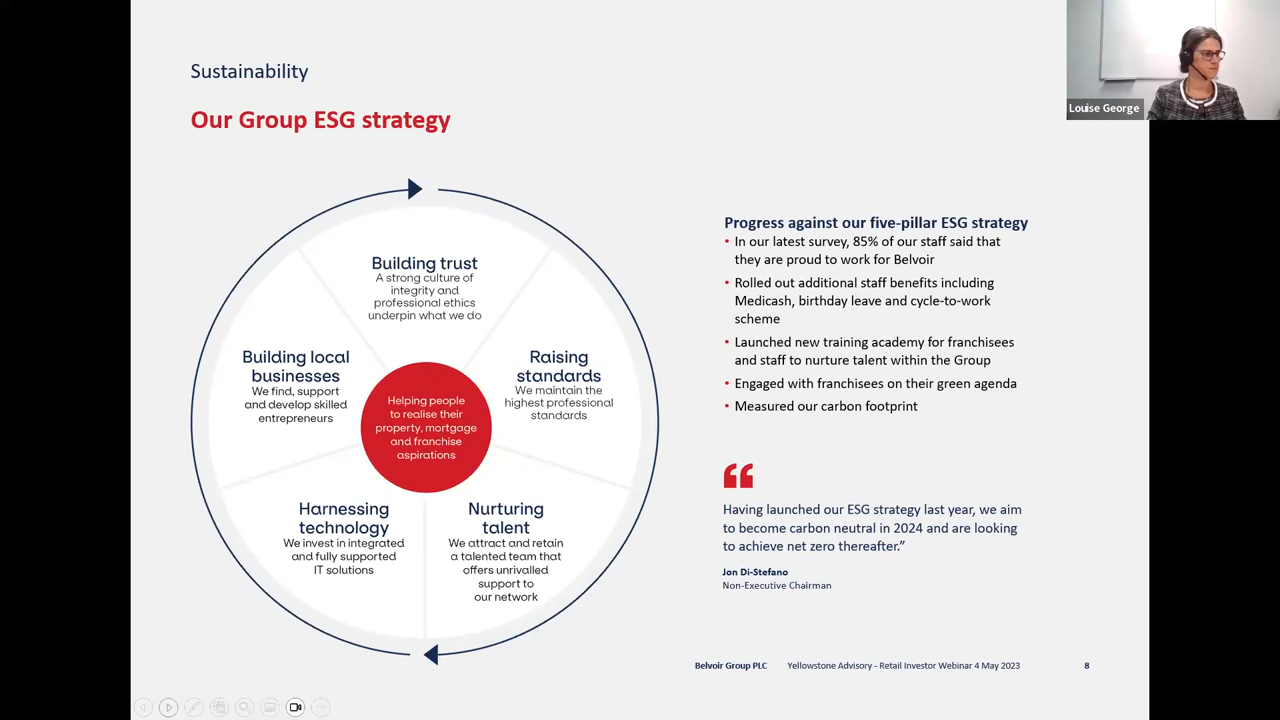 Sustainability
Our Group ESG strategy
Louise George
Building trust
A strong culture of
integrity and
professional ethics
underpin what we do
Building local
businesses
We find, support
and develop skilled
entrepreneurs
Raising
standards
We maintain the
highest professional
standards
Helping people
to realise their
property, mortgage
and franchise
aspirations
Harnessing
technology
We invest in integrated
and fully supported
IT solutions
Nurturing
talent
We attract and retain
a talented team that
offers unrivalled
support to
our network
Progress against our five-pillar ESG strategy
• In our latest survey, 85% of our staff said that
they are proud to work for Belvoir
• Rolled out additional staff benefits including
Medicash, birthday leave and cycle-to-work
scheme
• Launched new training academy for franchisees
and staff to nurture talent within the Group
• Engaged with franchisees on their green agenda
• Measured our carbon footprint
“
Having launched our ESG strategy last year, we aim
to become carbon neutral in 2024 and are looking
to achieve net zero thereafter.”
Jon Di-Stefano
Non-Executive Chairman
Belvoir Group PLC Yellowstone Advisory - Retail Investor Webinar 4 May 2023 8